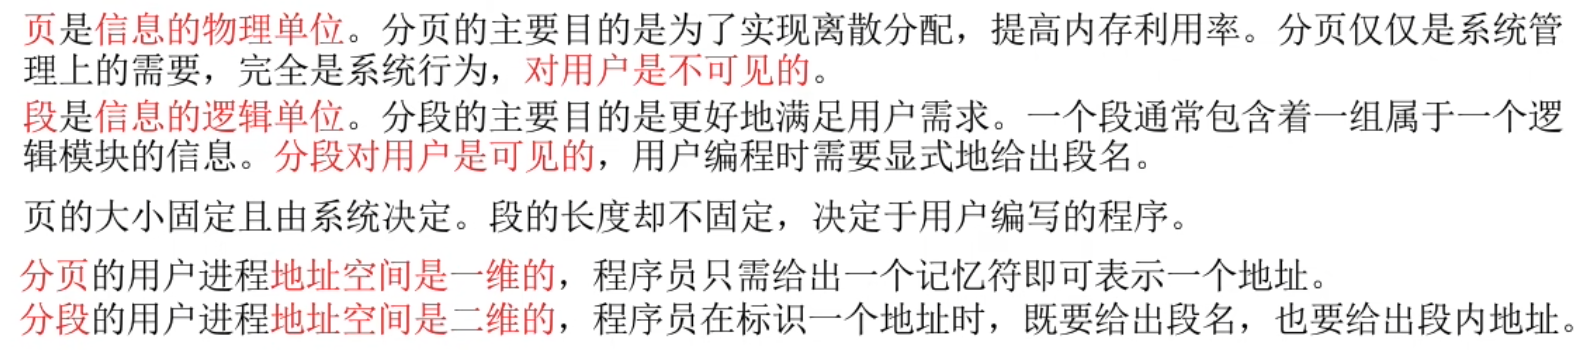 页是信息的物理单位。分页的主要目的是为了实现离散分配，提高内存利用率。分页仅仅是系统管
理上的需要，完全是系统行为，对用户是不可见的。
段是信息的逻辑单位。分段的主要目的是更好地满足用户需求。一个段通常包含着一组属于一个逻
辑模块的信息。分段对用户是可见的，用户编程时需要显式地给出段名。
页的大小固定且由系统决定。段的长度却不固定，决定于用户编写的程序。
分页的用户进程地址空间是一维的，程序员只需给出一个记忆符即可表示一个地址。
分段的用户进程地址空间是二维的，程序员在标识一个地址时，既要给出段名，也要给出段内地址。